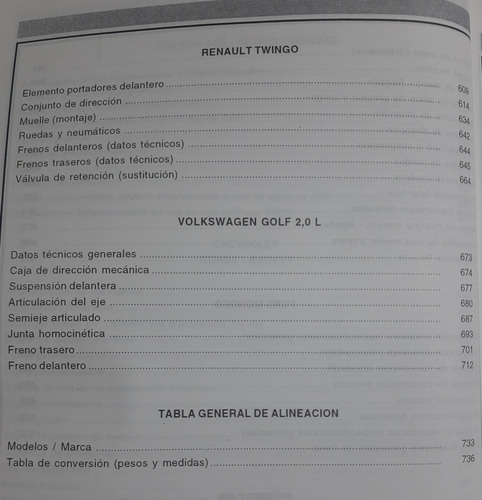 RENAULT TWINGO
Elemento portadores delantero 609
Conjunto de dirección 614
Muelle (montaje) 634
Ruedas y neumáticos 642
Frenos delanteros (datos técnicos) 644
Frenos traseros (datos técnicos) 645
Válvula de retención (sustitución) 664
VOLKSWAGEN GOLF 2,0 L
Datos técnicos generales 673
Caja de dirección mecánica 674
Suspensión delantera 677
Articulación del eje 680
Semieje articulado 687
Junta homocinética 693
Freno trasero 701
Freno delantero 712
TABLA GENERAL DE ALINEACION
Modelos / Marca 733
Tabla de conversión (pesos y medidas) 736